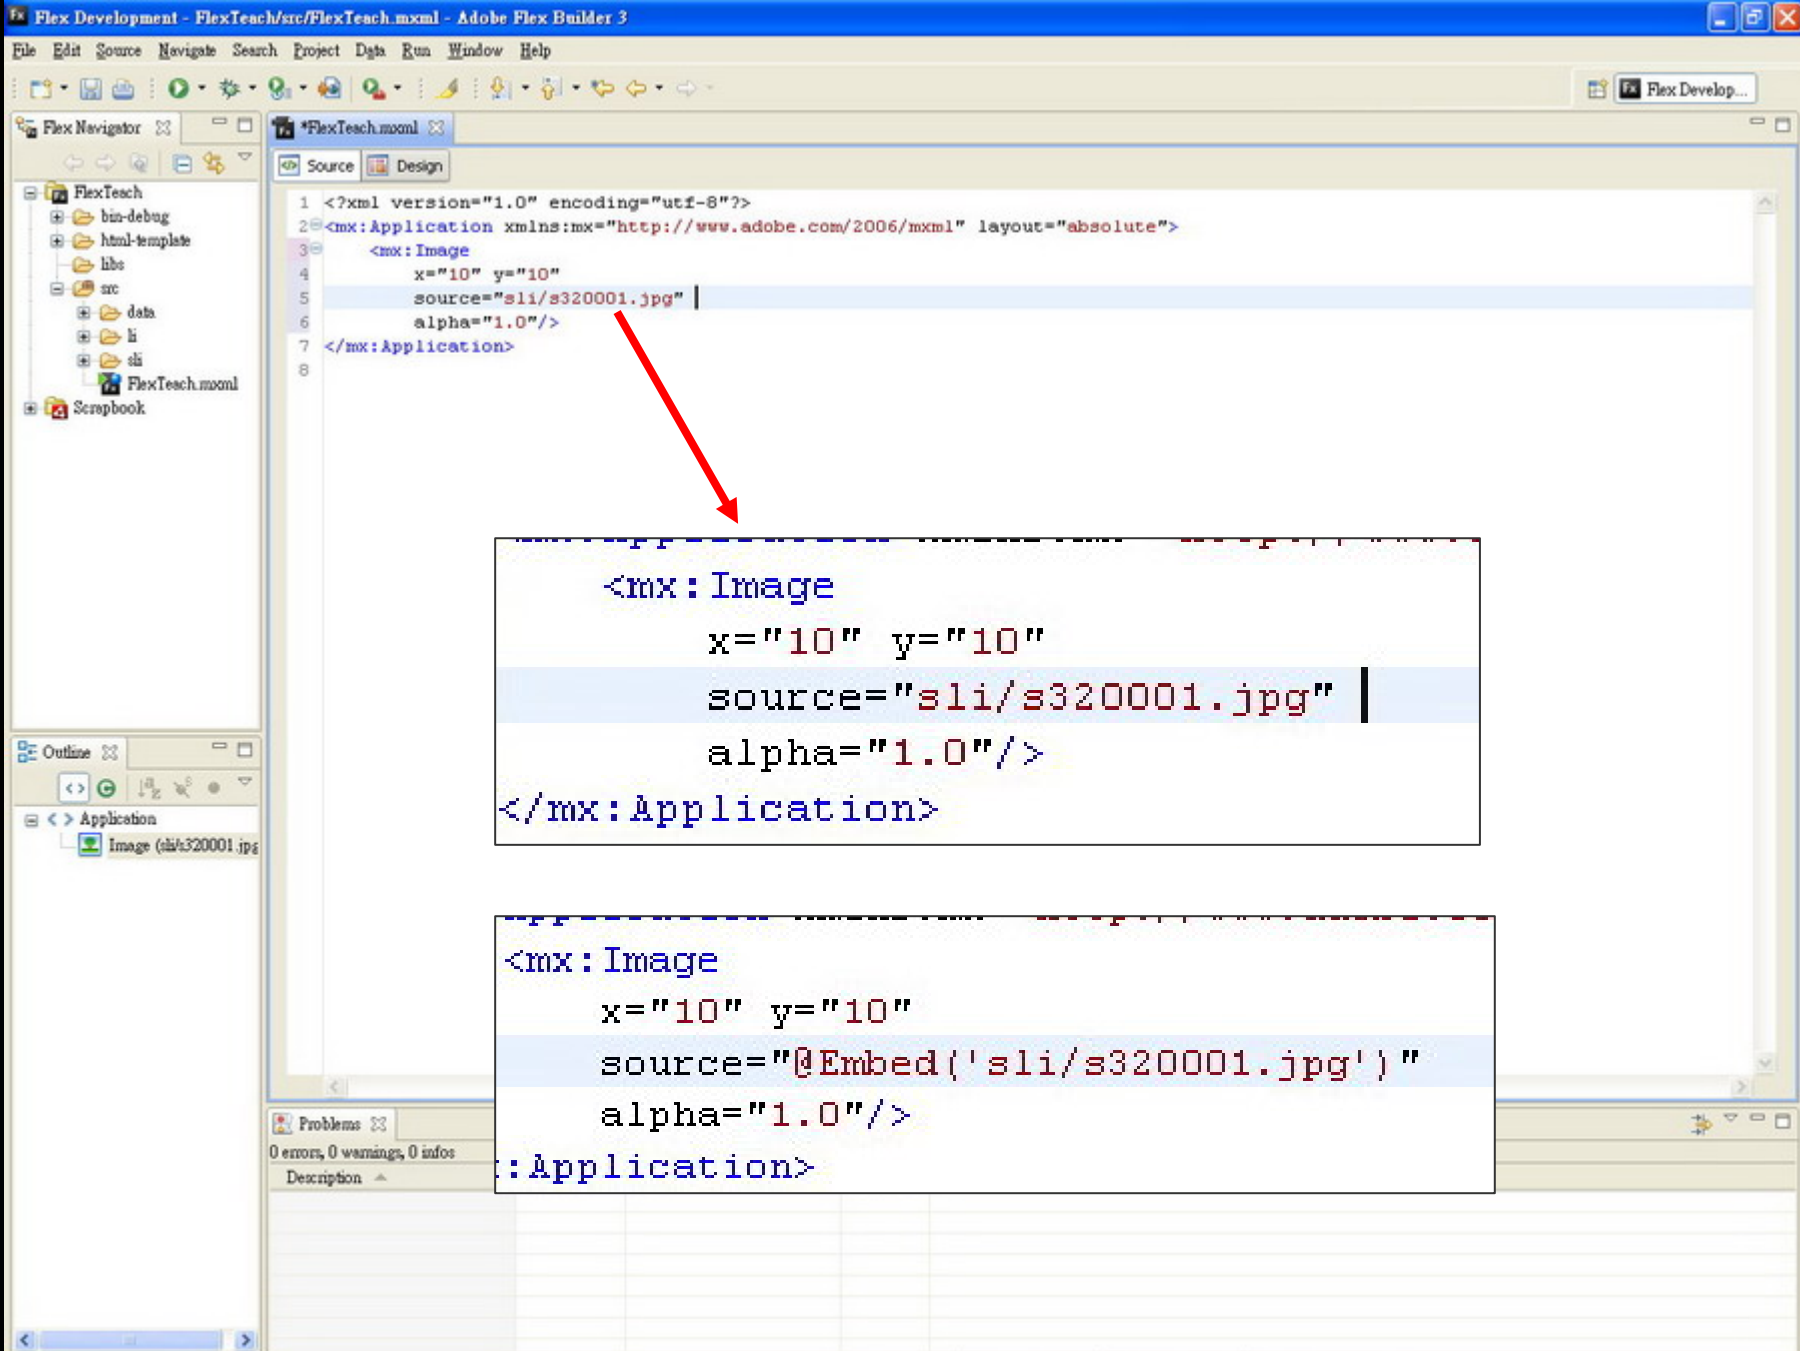 Flex Development - FlexTeach/src/FlexTeach.mxml - Adobe Flex Builder 3
File Edit Source Navigate Search Project Data Run Window Help
Flex Develop...
Flex Navigator
*FlexTeach.mxml
Source Design
FlexTeach
bin-debug
html-template
libs
src
data
li
sli
FlexTeach.mxml
Scrapbook
1 <?xml version="1.0" encoding="utf-8"?>
2 <mx:Application xmlns:mx="http://www.adobe.com/2006/mxml" layout="absolute">
3 <mx:Image
4 x="10" y="10"
5 source="sli/s320001.jpg"
6 alpha="1.0"/>
7 </mx:Application>
8
<mx:Image
x="10" y="10"
source="sli/s320001.jpg"
alpha="1.0"/>
</mx:Application>
<mx:Image
x="10" y="10"
source="@Embed('sli/s320001.jpg')"
alpha="1.0"/>
:Application>
Outline
Application
Image (sli/s320001.jpg
Problems
0 errors, 0 warnings, 0 infos
Description